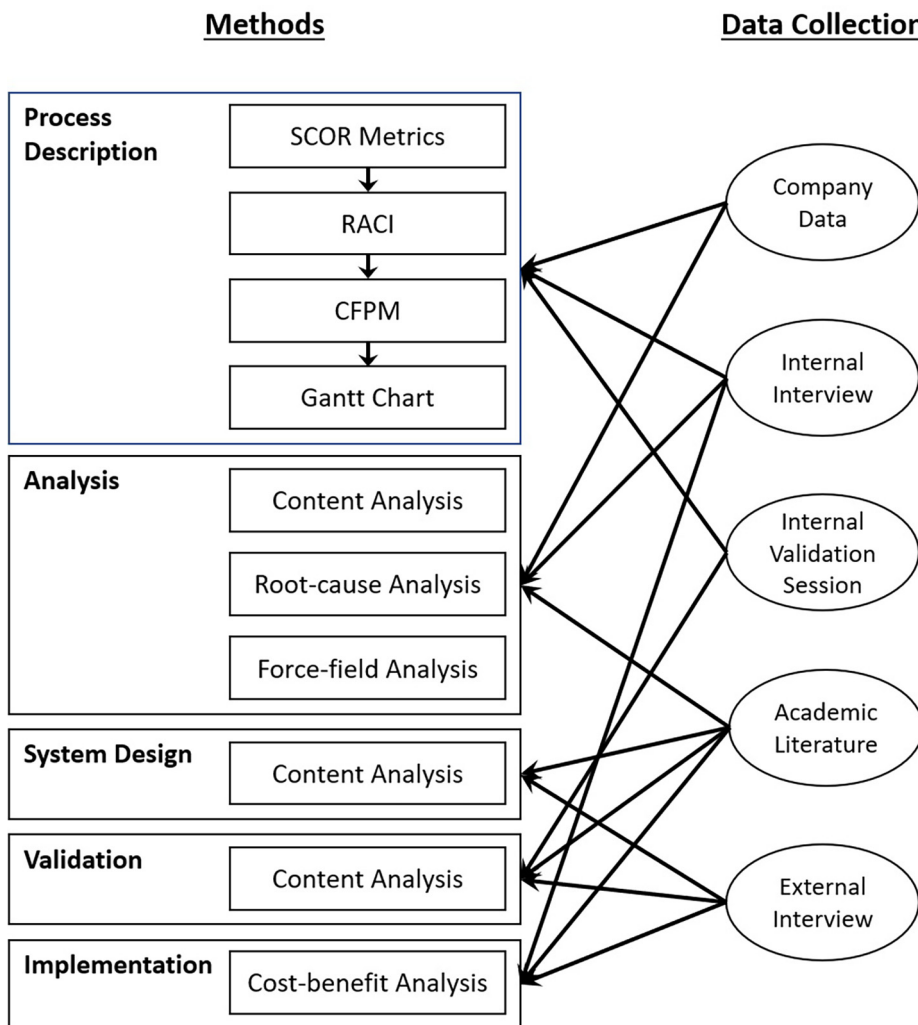 Methods
Data Collection
Process
Description
SCOR Metrics
RACI
CFPM
Gantt Chart
Analysis
Content Analysis
Root-cause Analysis
Force-field Analysis
System Design
Content Analysis
Validation
Content Analysis
Implementation
Cost-benefit Analysis
Company
Data
Internal
Interview
Internal
Validation
Session
Academic
Literature
External
Interview